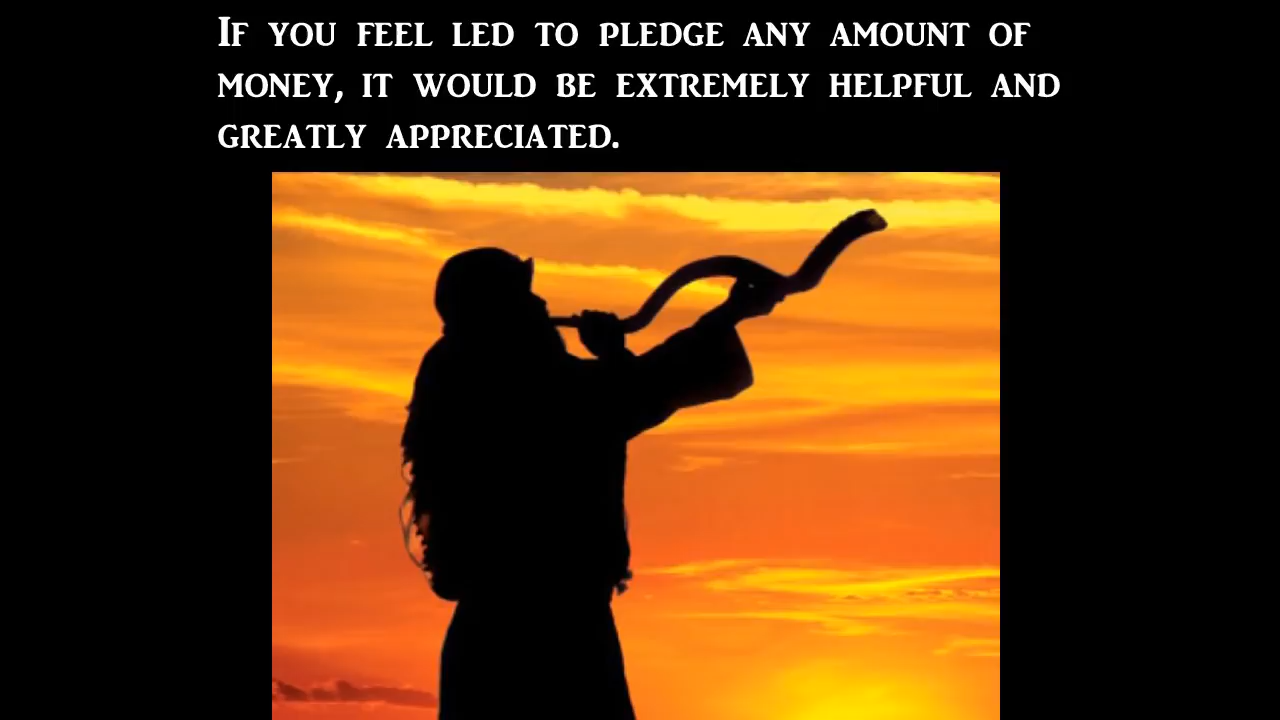 If you feel led to pledge any amount of
money, it would be extremely helpful and
greatly appreciated.